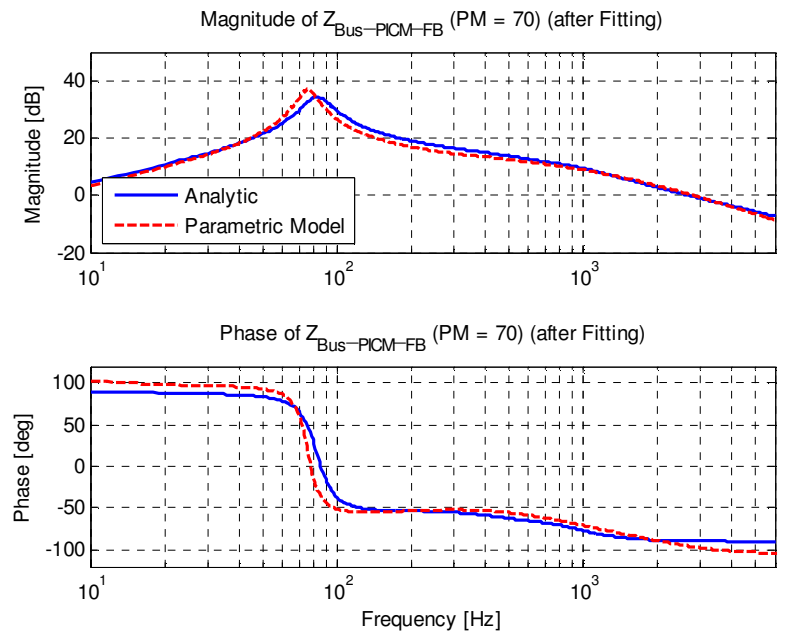 Magnitude of Z_Bus−PICM−FB (PM = 70) (after Fitting)
Magnitude [dB]
40
20
0
-20
Analytic
Parametric Model
10^1
10^2
10^3
Phase of Z_Bus−PICM−FB (PM = 70) (after Fitting)
Phase [deg]
100
50
0
-50
-100
10^1
10^2
10^3
Frequency [Hz]